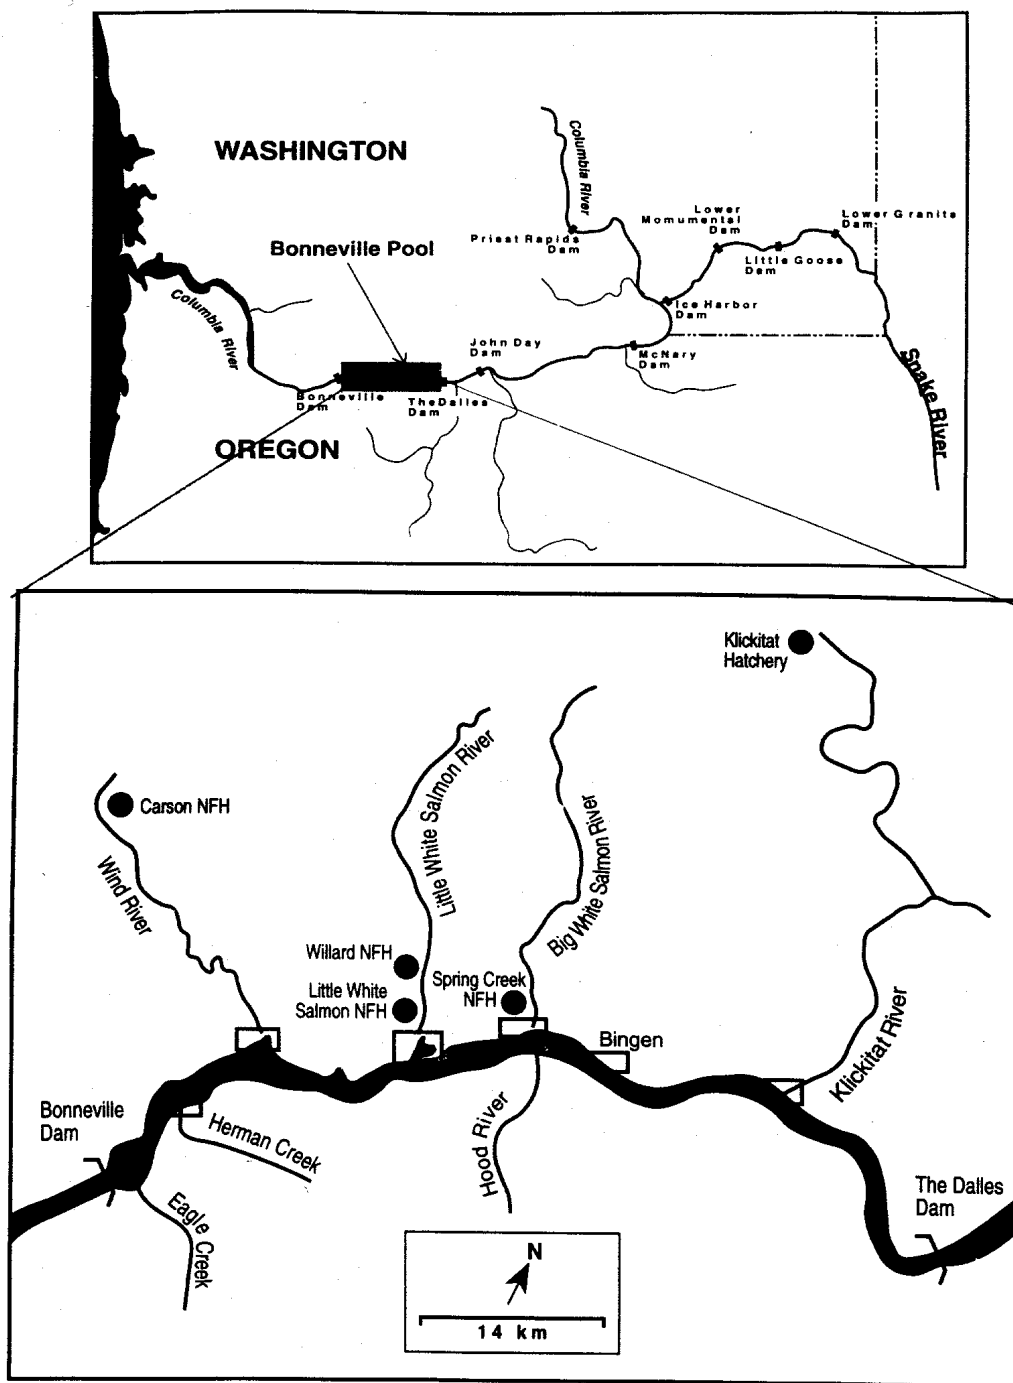 WASHINGTON
Columbia River
Lower
Momumental
Dam
Lower Granite
Dam
Priest Rapids
Dam
Bonneville Pool
Little Goose
Dam
Columbia River
Ice Harbor
Dam
John Day
Dam
McNary
Dam
Snake River
Bonneville
Dam
The Dalles
Dam
OREGON
Klickitat
Hatchery
Little White Salmon River
Carson NFH
Big White Salmon River
Wind River
Willard NFH
Spring Creek
NFH
Little White
Salmon NFH
Bingen
Klickitat River
Bonneville
Dam
Herman Creek
Hood River
Eagle Creek
The Dalles
Dam
N
14 km